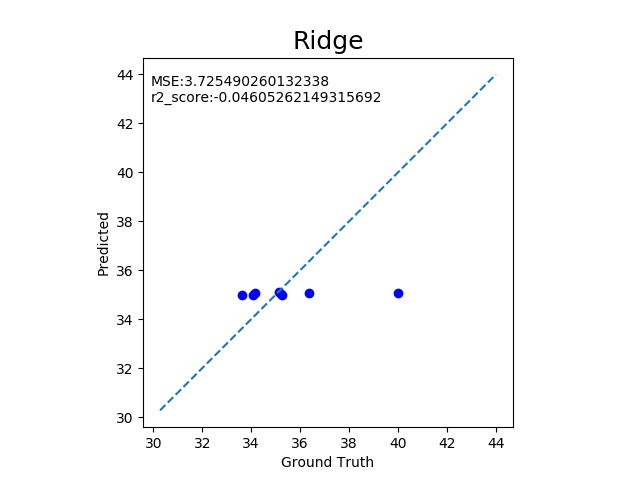 Ridge
MSE:3.725490260132338
r2_score:-0.04605262149315692
44
42
40
38
36
34
32
30
Predicted
30 32 34 36 38 40 42 44
Ground Truth